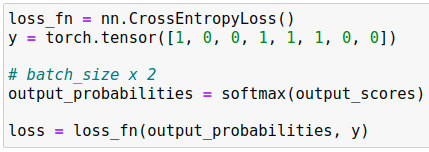 loss_fn = nn.CrossEntropyLoss()
y = torch.tensor([1, 0, 0, 1, 1, 1, 0, 0])
# batch_size x 2
output_probabilities = softmax(output_scores)
loss = loss_fn(output_probabilities, y)